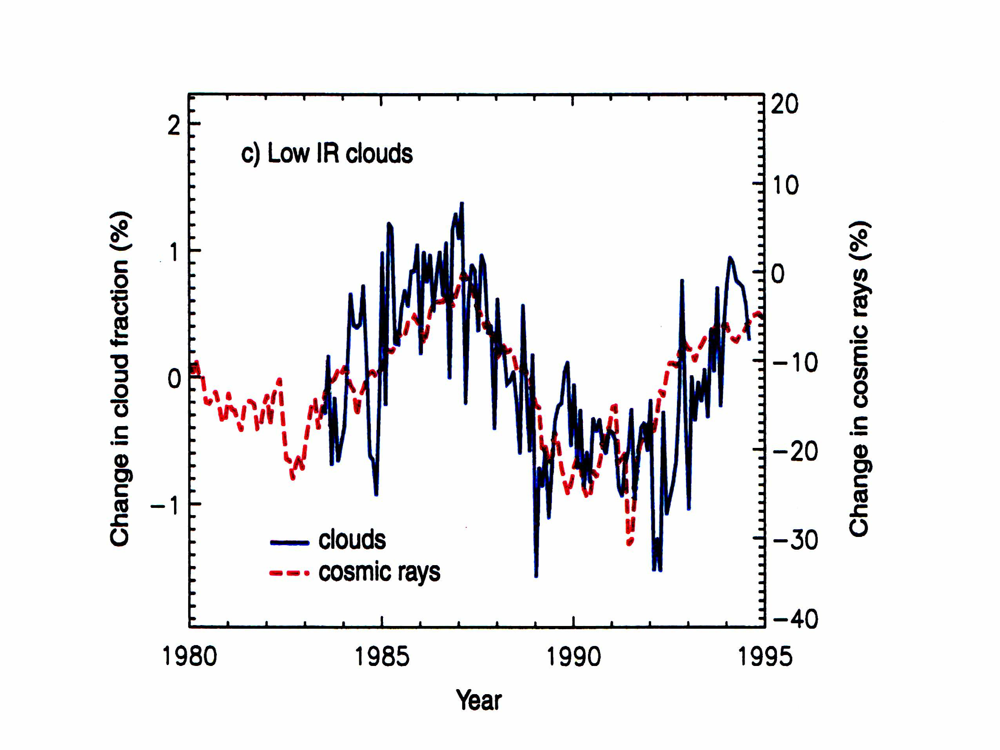 c) Low IR clouds
2
1
0
−1
Change in cloud fraction (%)
20
10
0
−10
−20
−30
−40
Change in cosmic rays (%)
clouds
cosmic rays
1980
1985
1990
1995
Year